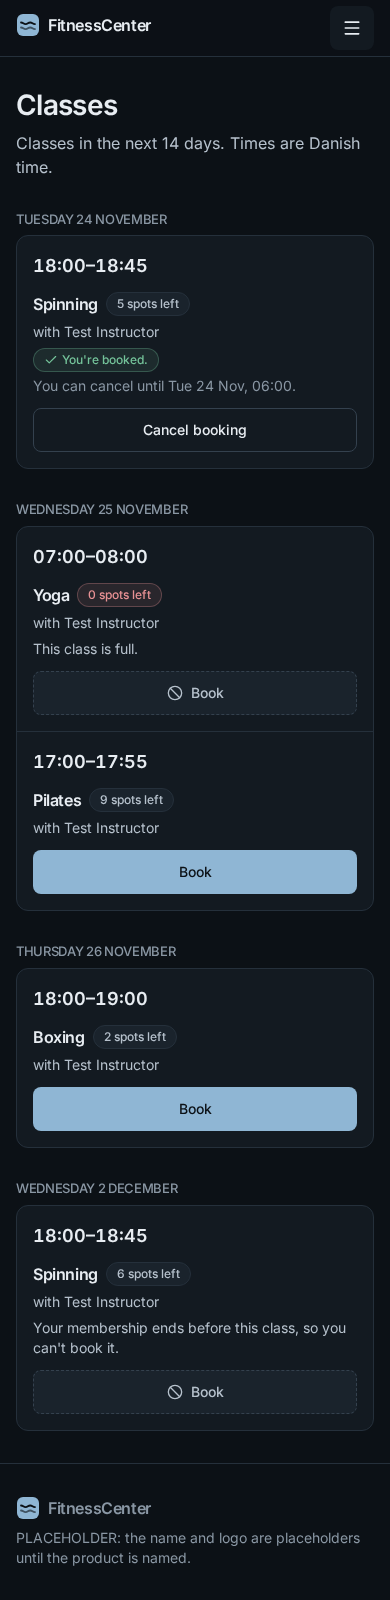 FitnessCenter
Classes
Classes in the next 14 days. Times are Danish
time.
TUESDAY 24 NOVEMBER
18:00–18:45
Spinning 5 spots left
with Test Instructor
You're booked.
You can cancel until Tue 24 Nov, 06:00.
Cancel booking
WEDNESDAY 25 NOVEMBER
07:00–08:00
Yoga 0 spots left
with Test Instructor
This class is full.
Book
17:00–17:55
Pilates 9 spots left
with Test Instructor
Book
THURSDAY 26 NOVEMBER
18:00–19:00
Boxing 2 spots left
with Test Instructor
Book
WEDNESDAY 2 DECEMBER
18:00–18:45
Spinning 6 spots left
with Test Instructor
Your membership ends before this class, so you
can't book it.
Book
FitnessCenter
PLACEHOLDER: the name and logo are placeholders
until the product is named.